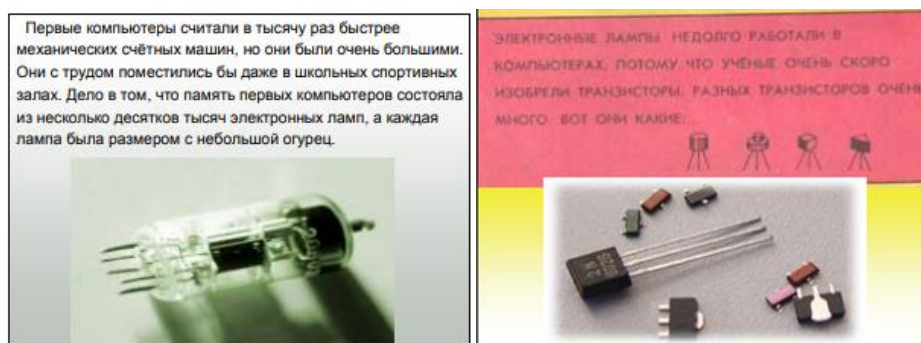 Первые компьютеры считали в тысячу раз быстрее
механических счётных машин, но они были очень большими.
Они с трудом поместились бы даже в школьных спортивных
залах. Дело в том, что память первых компьютеров состояла
из несколько десятков тысяч электронных ламп, а каждая
лампа была размером с небольшой огурец.
ЭЛЕКТРОННЫЕ ЛАМПЫ НЕДОЛГО РАБОТАЛИ В
КОМПЬЮТЕРАХ, ПОТОМУ ЧТО УЧЁНЫЕ ОЧЕНЬ СКОРО
ИЗОБРЕЛИ ТРАНЗИСТОРЫ. РАЗНЫХ ТРАНЗИСТОРОВ ОЧЕНЬ
МНОГО ВОТ ОНИ КАКИЕ: